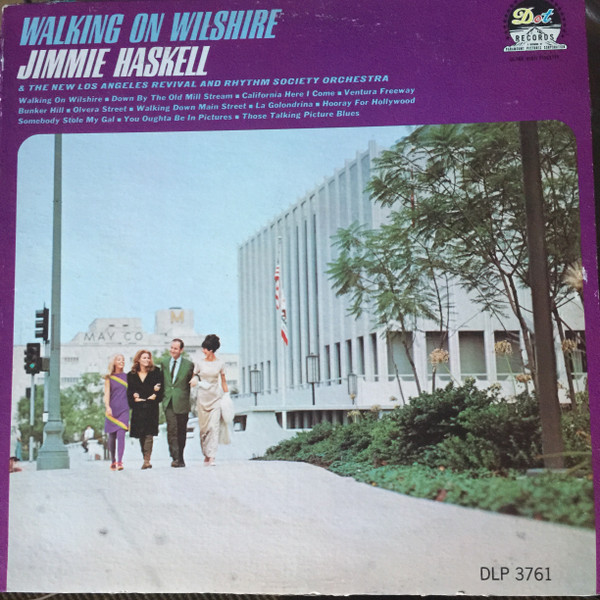 WALKING ON WILSHIRE
JIMMIE HASKELL
& THE NEW LOS ANGELES REVIVAL AND RHYTHM SOCIETY ORCHESTRA
Walking On Wilshire ▪ Down By The Old Mill Stream ▪ California Here I Come ▪ Ventura Freeway
Bunker Hill ▪ Olvera Street ▪ Walking Down Main Street ▪ La Golondrina ▪ Hooray For Hollywood
Somebody Stole My Gal ▪ You Oughta Be In Pictures ▪ Those Talking Picture Blues
Dot
RECORDS
PARAMOUNT PICTURES CORPORATION
M
MAY CO
DLP 3761